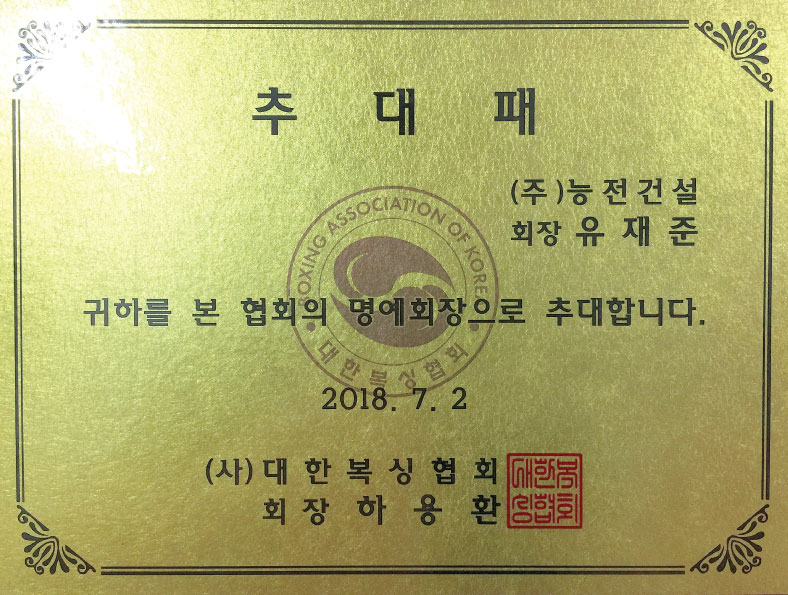 추대패
(주)능전건설
회장 유재준
BOXING ASSOCIATION OF KOREA
귀하를 본 협회의 명예회장으로 추대합니다.
대한복싱협회
2018. 7. 2
(사)대한복싱협회
회장 하용환
대한복싱협회